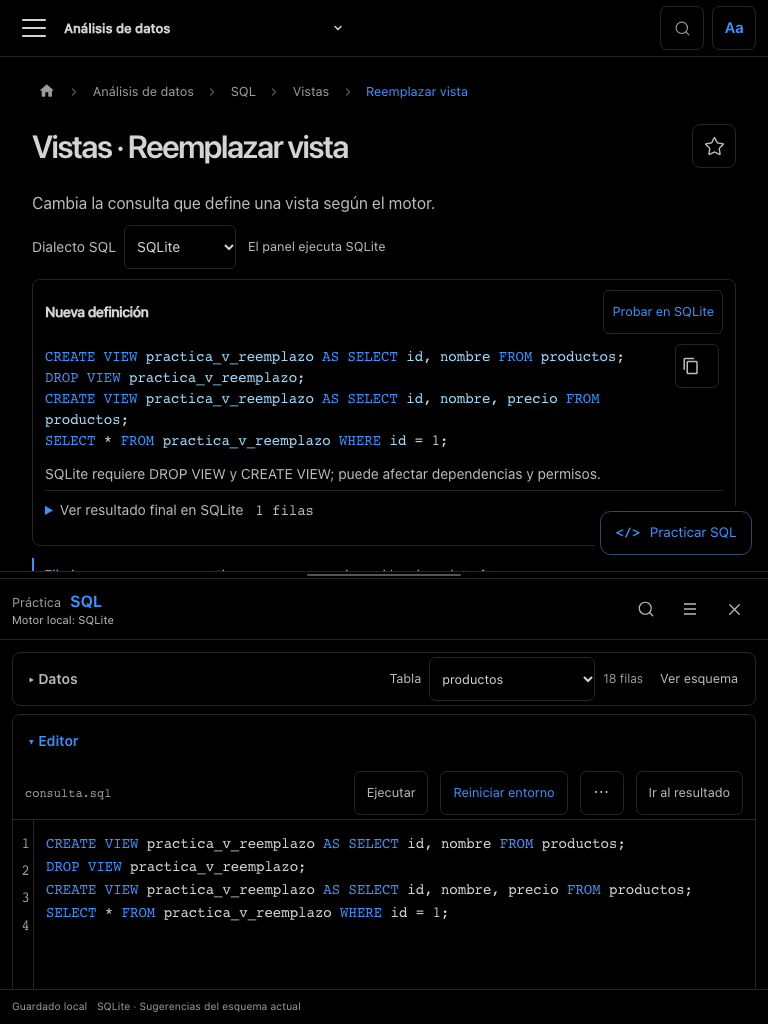 Análisis de datos
Aa
Análisis de datos > SQL > Vistas > Reemplazar vista
Vistas · Reemplazar vista
Cambia la consulta que define una vista según el motor.
Dialecto SQL SQLite El panel ejecuta SQLite
Nueva definición
Probar en SQLite
CREATE VIEW practica_v_reemplazo AS SELECT id, nombre FROM productos;
DROP VIEW practica_v_reemplazo;
CREATE VIEW practica_v_reemplazo AS SELECT id, nombre, precio FROM
productos;
SELECT * FROM practica_v_reemplazo WHERE id = 1;
SQLite requiere DROP VIEW y CREATE VIEW; puede afectar dependencias y permisos.
Ver resultado final en SQLite 1 filas
</> Practicar SQL
Práctica SQL
Motor local: SQLite
Datos
Tabla productos 18 filas Ver esquema
Editor
consulta.sql
Ejecutar Reiniciar entorno ··· Ir al resultado
1 CREATE VIEW practica_v_reemplazo AS SELECT id, nombre FROM productos;
2 DROP VIEW practica_v_reemplazo;
3 CREATE VIEW practica_v_reemplazo AS SELECT id, nombre, precio FROM productos;
4 SELECT * FROM practica_v_reemplazo WHERE id = 1;
Guardado local SQLite · Sugerencias del esquema actual